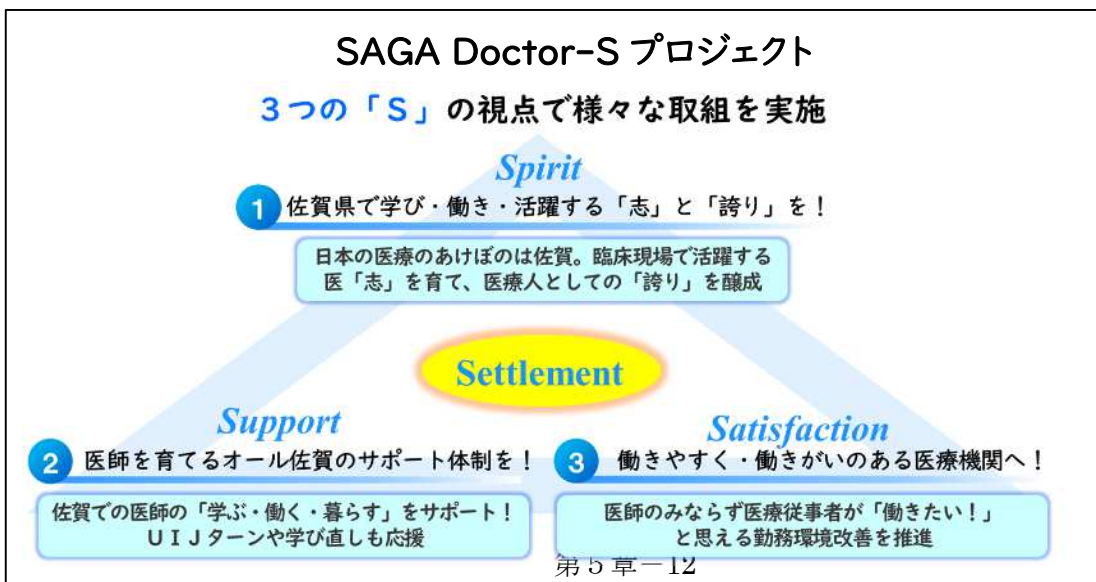 SAGA Doctor-S プロジェクト
３つの「Ｓ」の視点で様々な取組を実施
Spirit
1 佐賀県で学び・働き・活躍する「志」と「誇り」を！
日本の医療のあけぼのは佐賀。臨床現場で活躍する
医「志」を育て、医療人としての「誇り」を醸成
Settlement
Support
2 医師を育てるオール佐賀のサポート体制を！
佐賀での医師の「学ぶ・働く・暮らす」をサポート！
ＵＩＪターンや学び直しも応援
Satisfaction
3 働きやすく・働きがいのある医療機関へ！
医師のみならず医療従事者が「働きたい！」
と思える勤務環境改善を推進
第５章－12